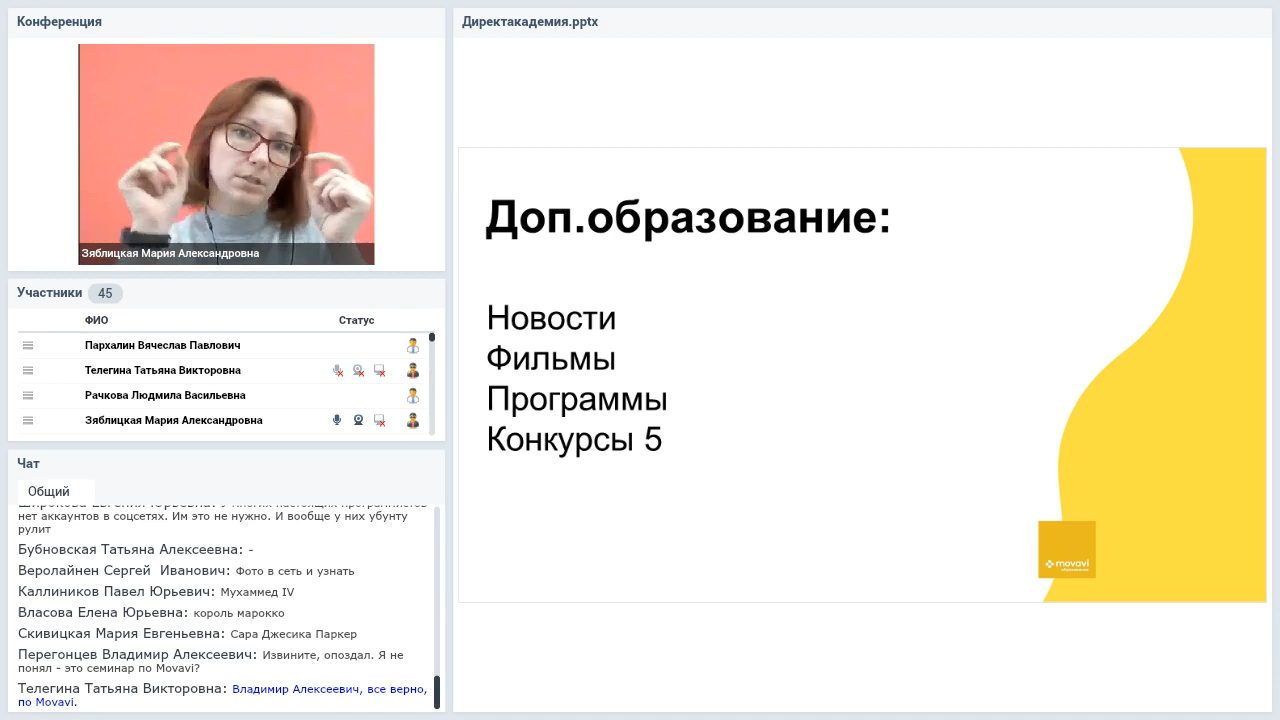 Конференция
Зяблицкая Мария Александровна
Участники 45
ФИО Статус
Пархалин Вячеслав Павлович
Телегина Татьяна Викторовна
Рачкова Людмила Васильевна
Зяблицкая Мария Александровна
Чат
Общий
нет аккаунтов в соцсетях. Им это не нужно. И вообще у них убунту
рулит
Бубновская Татьяна Алексеевна: -
Веролайнен Сергей Иванович: Фото в сеть и узнать
Каллиников Павел Юрьевич: Мухаммед IV
Власова Елена Юрьевна: король марокко
Скивицкая Мария Евгеньевна: Сара Джесика Паркер
Перегонцев Владимир Алексеевич: Извините, опоздал. Я не
понял - это семинар по Movavi?
Телегина Татьяна Викторовна: Владимир Алексеевич, все верно,
по Movavi.
Директакадемия.pptx
Доп.образование:
Новости
Фильмы
Программы
Конкурсы 5
movavi
образование